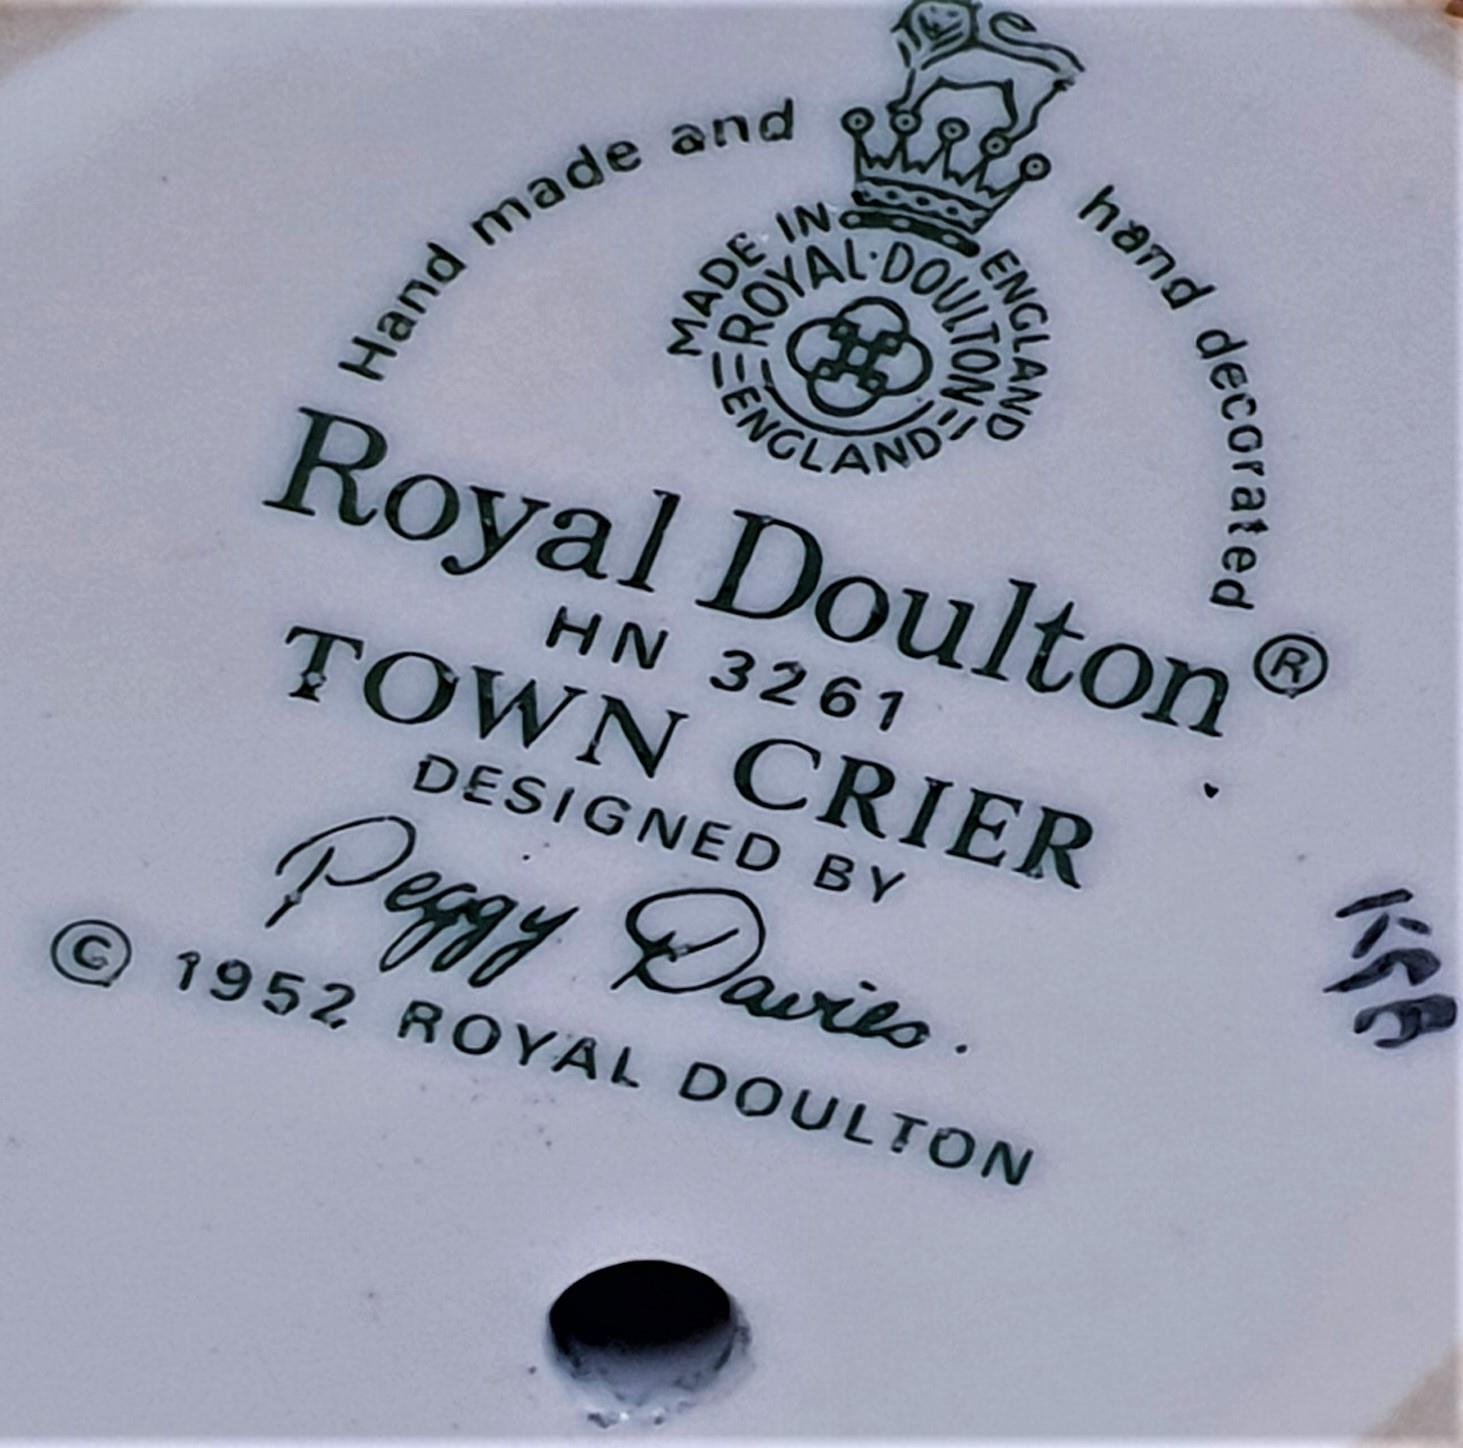 Hand made and hand decorated
MADE IN ENGLAND
ROYAL·DOULTON
ENGLAND
Royal Doulton®
HN 3261
TOWN CRIER
DESIGNED BY
Peggy Davies.
© 1952 ROYAL DOULTON